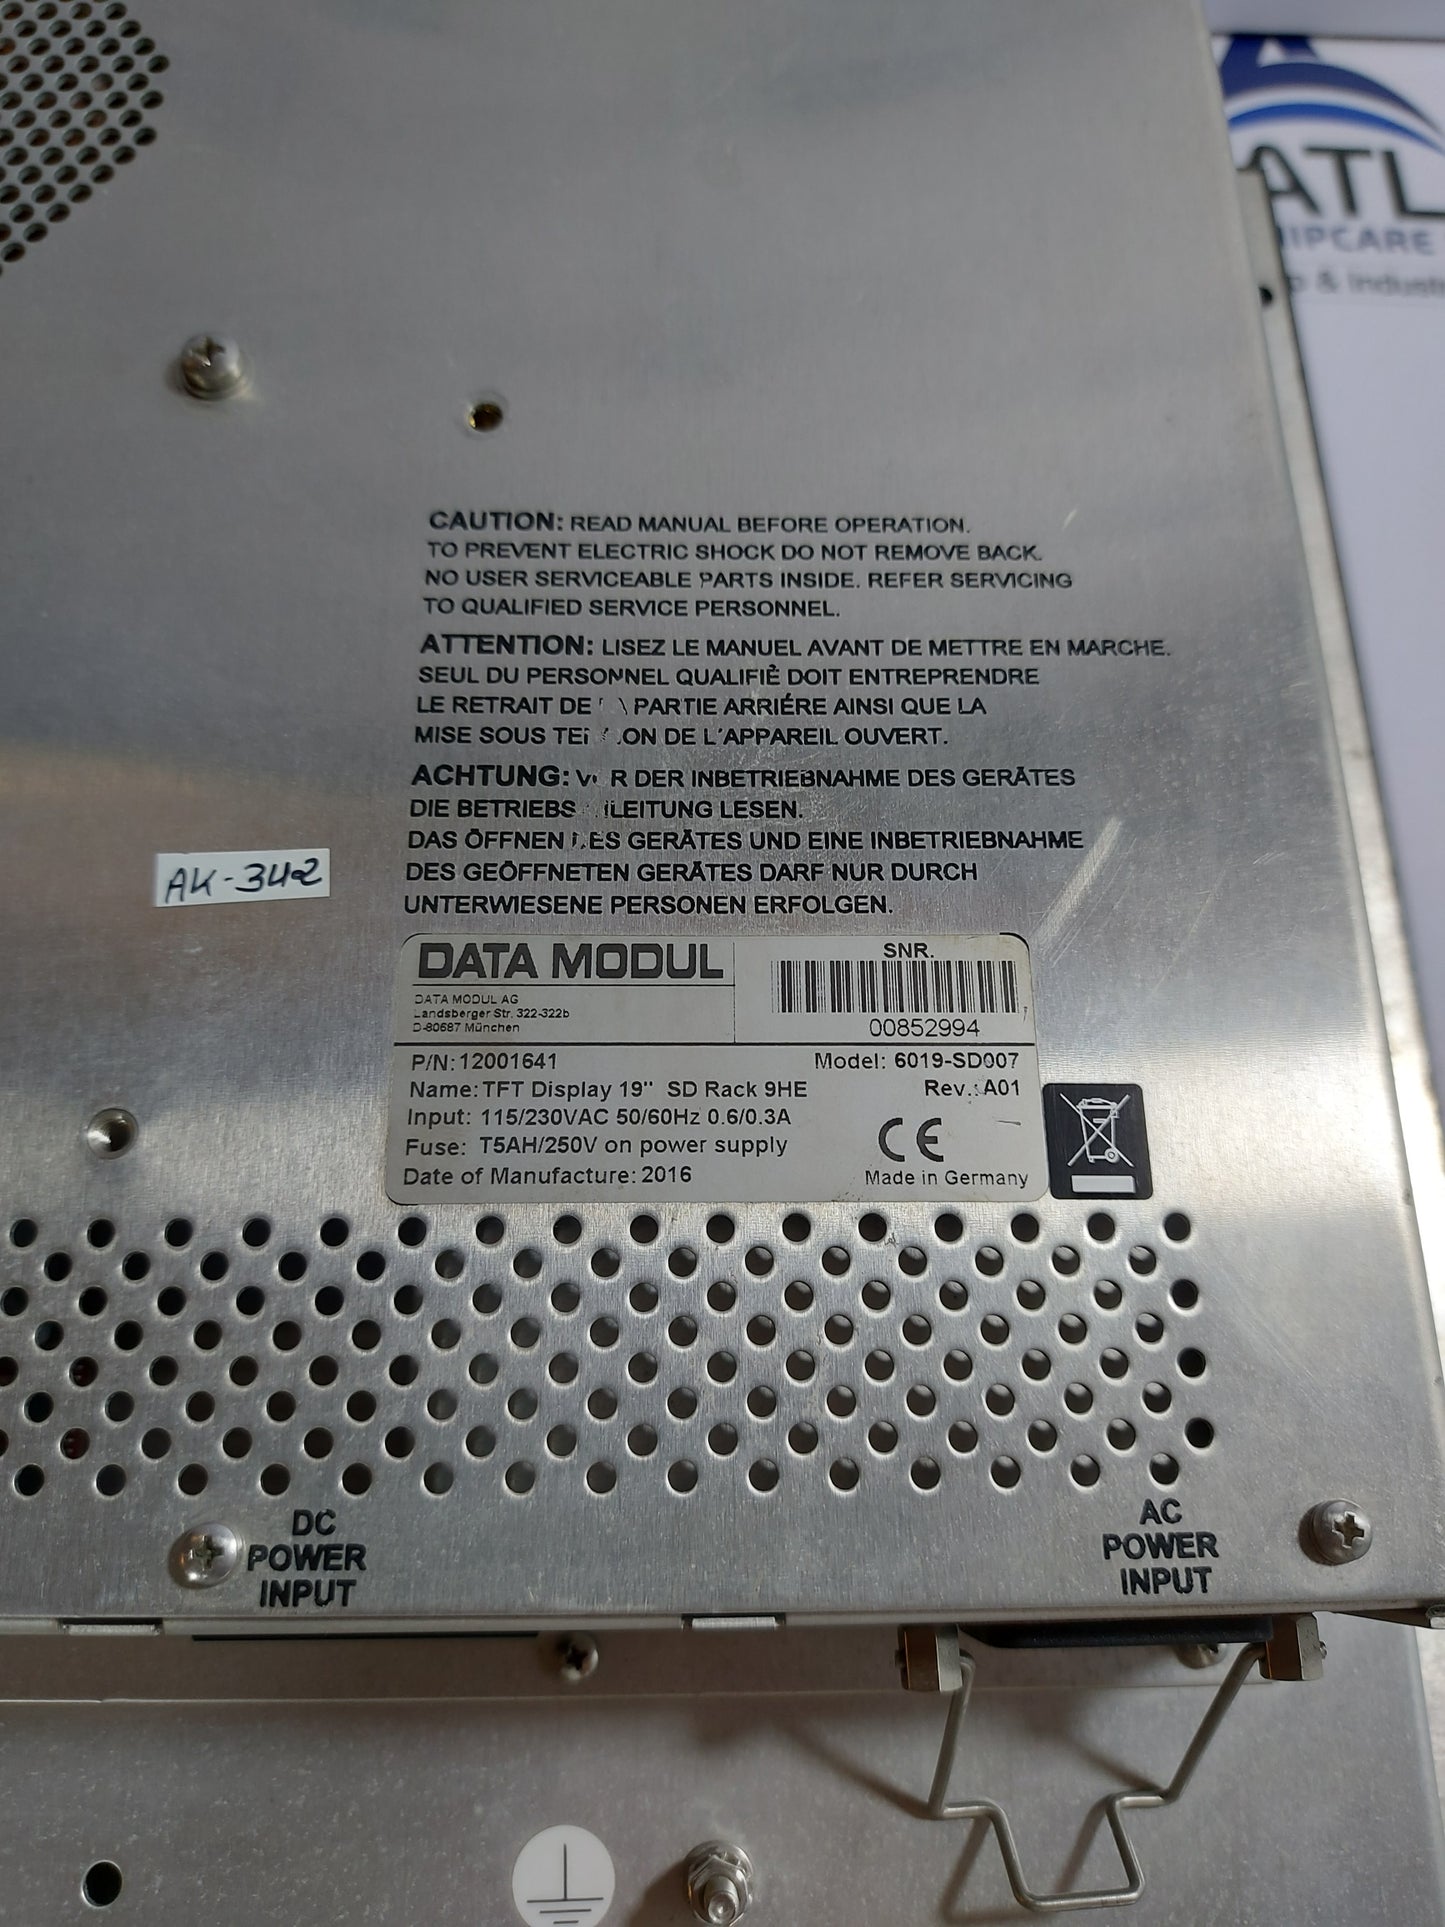 ATL
IPCARE
& Indust
CAUTION: READ MANUAL BEFORE OPERATION.
TO PREVENT ELECTRIC SHOCK DO NOT REMOVE BACK.
NO USER SERVICEABLE PARTS INSIDE. REFER SERVICING
TO QUALIFIED SERVICE PERSONNEL.
ATTENTION: LISEZ LE MANUEL AVANT DE METTRE EN MARCHE.
SEUL DU PERSONNEL QUALIFIÈ DOIT ENTREPRENDRE
LE RETRAIT DE PARTIE ARRIÉRE AINSI QUE LA
MISE SOUS DE L'APPAREIL OUVERT.
ACHTUNG: DER INBETRIEBNAHME DES GERÄTES
DIE LESEN.
DAS ÖFFNEN DES GERÄTES UND EINE INBETRIEBNAHME
DES GEÖFFNETEN GERÄTES DARF NUR DURCH
UNTERWIESENE PERSONEN ERFOLGEN.
AK-342
DATA MODUL
DATA MODUL AG
Landsberger Str. 322-322b
D-80687 München
SNR.
00852994
P/N: 12001641
Model: 6019-SD007
Name: TFT Display 19" SD Rack 9HE
Rev.: A01
Input: 115/230VAC 50/60Hz 0.6/0.3A
Fuse: T5AH/250V on power supply
CE
Date of Manufacture: 2016
Made in Germany
DC
POWER
INPUT
AC
POWER
INPUT